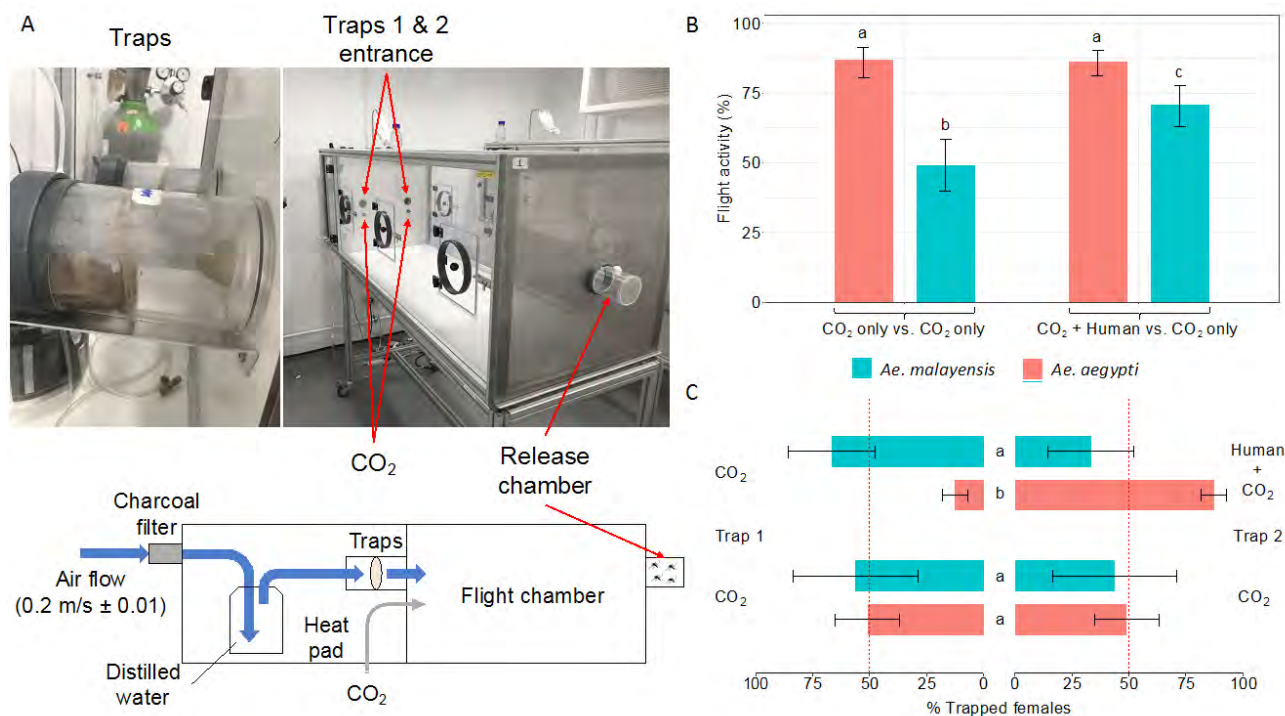 A
Traps
Traps 1 & 2
entrance
CO₂
Release
chamber
Charcoal
filter
Air flow
(0.2 m/s ± 0.01)
Distilled
water
Traps
Heat
pad
CO₂
Flight chamber
B
Flight activity (%)
100
75
50
25
0
a
b
a
c
CO₂ only vs. CO₂ only
CO₂ + Human vs. CO₂ only
Ae. malayensis
Ae. aegypti
C
CO₂
Trap 1
CO₂
a
b
a
a
Human
+
CO₂
Trap 2
CO₂
100 75 50 25 0
0 25 50 75 100
% Trapped females